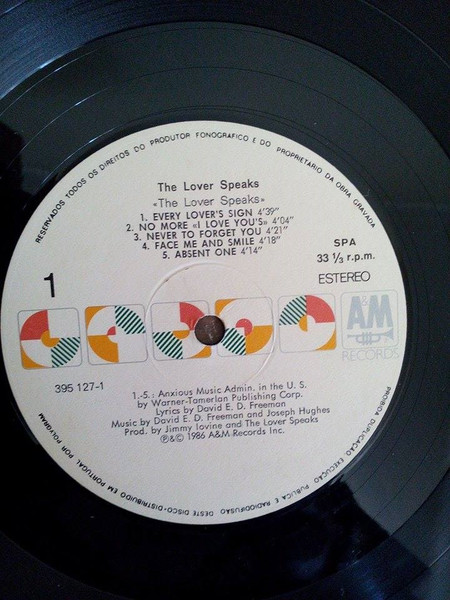 RESERVADOS TODOS OS DIREITOS DO PRODUTOR FONOGRAFICO E DO PROPRIETARIO DA OBRA GRAVADA
The Lover Speaks
«The Lover Speaks»
1. EVERY LOVER'S SIGN 4'39"
2. NO MORE «I LOVE YOU'S» 4'04"
3. NEVER TO FORGET YOU 4'21"
4. FACE ME AND SMILE 4'18"
5. ABSENT ONE 4'14"
1
SPA
33 ⅓ r.p.m.
ESTEREO
A&M
RECORDS
395 127-1
1.-5.: Anxious Music Admin. in the U. S.
by Warner-Tamerlan Publishing Corp.
Lyrics by David E. D. Freeman
Music by David E. D. Freeman and Joseph Hughes
Prod. by Jimmy Iovine and The Lover Speaks
℗&© 1986 A&M Records Inc.
PROIBIDA DUPLICAÇÃO, EXECUÇÃO PUBLICA E RADIODIFUSÃO DESTE DISCO-DISTRIBUIDO EM PORTUGAL POR POLYGRAM